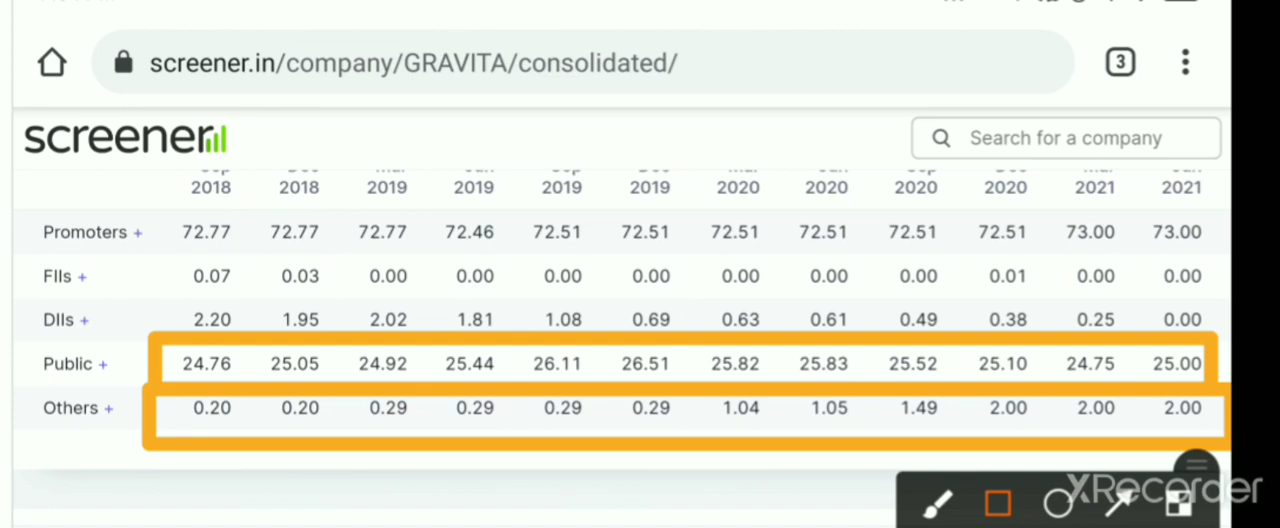 screener.in/company/GRAVITA/consolidated/ 3
screener Search for a company
2018 2018 2019 2019 2019 2019 2020 2020 2020 2020 2021 2021
Promoters + 72.77 72.77 72.77 72.46 72.51 72.51 72.51 72.51 72.51 72.51 73.00 73.00
FIIs + 0.07 0.03 0.00 0.00 0.00 0.00 0.00 0.00 0.00 0.01 0.00 0.00
DIIs + 2.20 1.95 2.02 1.81 1.08 0.69 0.63 0.61 0.49 0.38 0.25 0.00
Public + 24.76 25.05 24.92 25.44 26.11 26.51 25.82 25.83 25.52 25.10 24.75 25.00
Others + 0.20 0.20 0.29 0.29 0.29 0.29 1.04 1.05 1.49 2.00 2.00 2.00
XRecorder